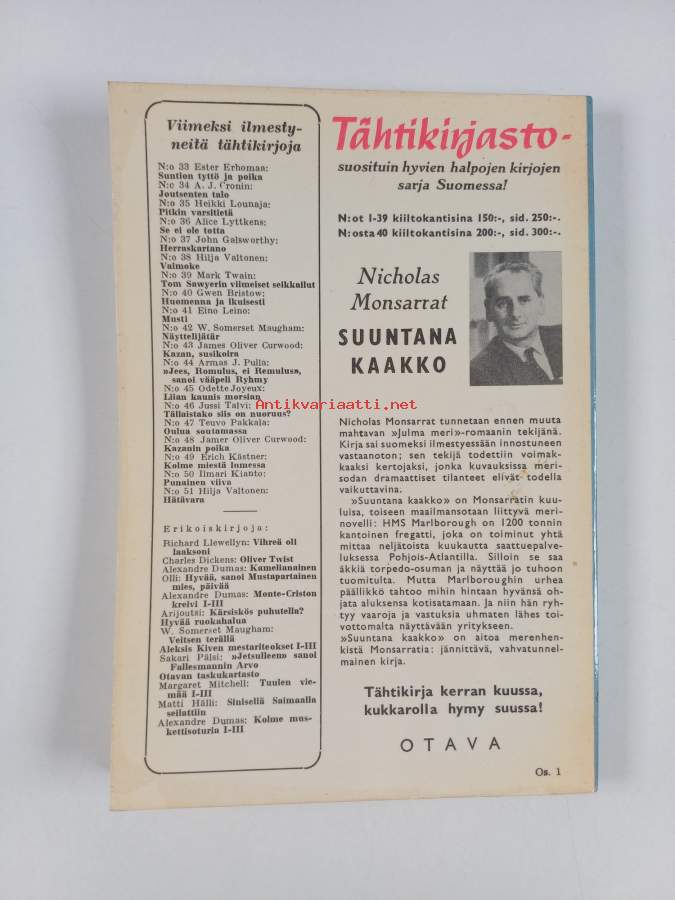 Viimeksi ilmesty-
neitä tähtikirjoja
N:o 33 Ester Erhomaa:
Suntion tyttö ja poika
N:o 34 A. J. Cronin:
Joutsenten talo
N:o 35 Heikki Lounaja:
Pitkin varsitietä
N:o 36 Alice Lyttkens:
Se ei ole totta
N:o 37 John Galsworthy:
Herraskartano
N:o 38 Hilja Valtonen:
Vaimoke
N:o 39 Mark Twain:
Tom Sawyerin viimeiset seikkailut
N:o 40 Gwen Bristow:
Huomenna ja ikuisesti
N:o 41 Eino Leino:
Musti
N:o 42 W. Somerset Maugham:
Näyttelijätär
N:o 43 James Oliver Curwood:
Kazan, susikoira
N:o 44 Armas J. Pulla:
»Jees, Romulus, ei Remulus»,
sanoi vääpeli Ryhmy
N:o 45 Odette Joyeux:
Liian kaunis morsian
N:o 46 Jussi Talvi:
Tällaistako siis on nuoruus?
N:o 47 Teuvo Pakkala:
Oulua soutamassa
N:o 48 Jamer Oliver Curwood:
Kazanin poika
N:o 49 Erich Kästner:
Kolme miestä lumessa
N:o 50 Ilmari Kianto:
Punainen viiva
N:o 51 Hilja Valtonen:
Hätävara
Erikoiskirjoja:
Richard Llewellyn: Vihreä oli
laaksoni
Charles Dickens: Oliver Twist
Alexandre Dumas: Kamelianainen
Olli: Hyvää, sanoi Mustapartainen
mies, päivää
Alexandre Dumas: Monte-Criston
kreivi I-III
Arijoutsi: Kärsiskös puhutella?
Hyvää ruokahalua
W. Somerset Maugham:
Veitsen terällä
Aleksis Kiven mestariteokset I-III
Sakari Pälsi: »Jetsulleen» sanoi
Fallesmannin Arvo
Otavan taskukartasto
Margaret Mitchell: Tuulen vie-
mää I-III
Matti Hälli: Sinisellä Saimaalla
seilattiin
Alexandre Dumas: Kolme mus-
kettisoturia I-III
Tähtikirjasto-
suosituin hyvien halpojen kirjojen
sarja Suomessa!
N:ot 1-39 kiiltokantisina 150:-, sid. 250:-.
N:osta 40 kiiltokantisina 200:-, sid. 300:-.
Nicholas
Monsarrat
SUUNTANA
KAAKKO
Antikvariaatti.net
Nicholas Monsarrat tunnetaan ennen muuta
mahtavan »Julma meri»-romaanin tekijänä.
Kirja sai suomeksi ilmestyessään innostuneen
vastaanoton; sen tekijä todettiin voimak-
kaaksi kertojaksi, jonka kuvauksissa meri-
sodan dramaattiset tilanteet elivät todella
vaikuttavina.
»Suuntana kaakko» on Monsarratin kuu-
luisa, toiseen maailmansotaan liittyvä meri-
novelli: HMS Marlborough on 1200 tonnin
kantoinen fregatti, joka on toiminut yhtä
mittaa neljätoista kuukautta saattuepalve-
luksessa Pohjois-Atlantilla. Silloin se saa
äkkiä torpedo-osuman ja näyttää jo tuhoon
tuomitulta. Mutta Marlboroughin urhea
päällikkö tahtoo mihin hintaan hyvänsä oh-
jata aluksensa kotisatamaan. Ja niin hän ryh-
tyy vaaroja ja vastuksia uhmaten lähes toi-
vottomalta näyttävään yritykseen.
»Suuntana kaakko» on aitoa merenhen-
kistä Monsarratia: jännittävä, vahvatunnel-
mainen kirja.
Tähtikirja kerran kuussa,
kukkarolla hymy suussa!
OTAVA
Os. 1